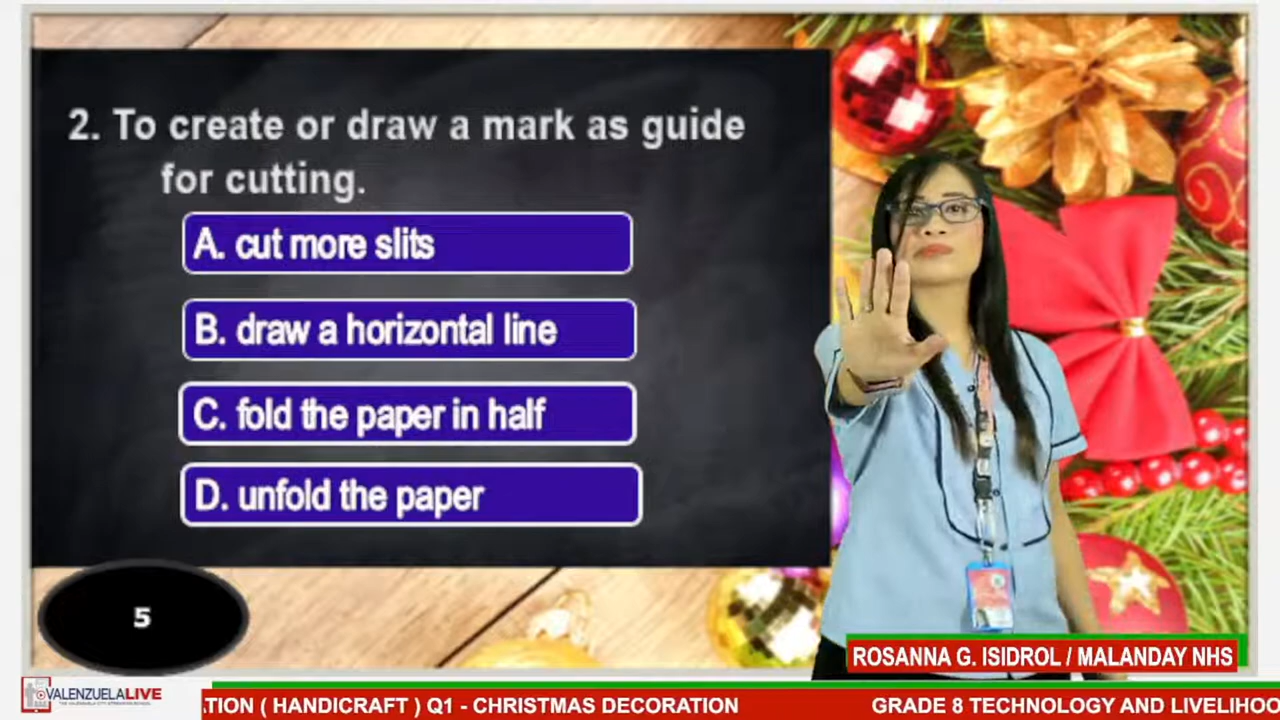 2. To create or draw a mark as guide
for cutting.
A. cut more slits
B. draw a horizontal line
C. fold the paper in half
D. unfold the paper
5
ROSANNA G. ISIDROL / MALANDAY NHS
VALENZUELALIVE
ATION ( HANDICRAFT ) Q1 - CHRISTMAS DECORATION GRADE 8 TECHNOLOGY AND LIVELIHOO